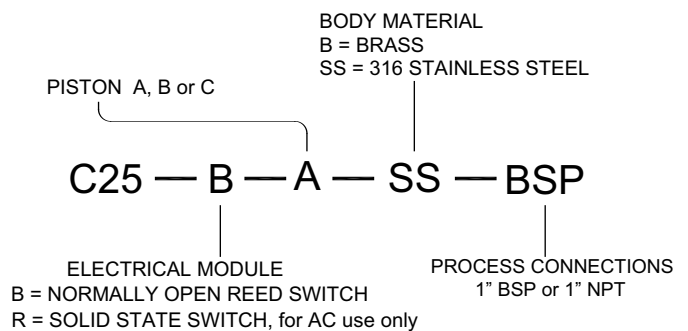 BODY MATERIAL
B = BRASS
SS = 316 STAINLESS STEEL
PISTON A, B or C
C25 — B — A — SS — BSP
ELECTRICAL MODULE
B = NORMALLY OPEN REED SWITCH
R = SOLID STATE SWITCH, for AC use only
PROCESS CONNECTIONS
1” BSP or 1” NPT